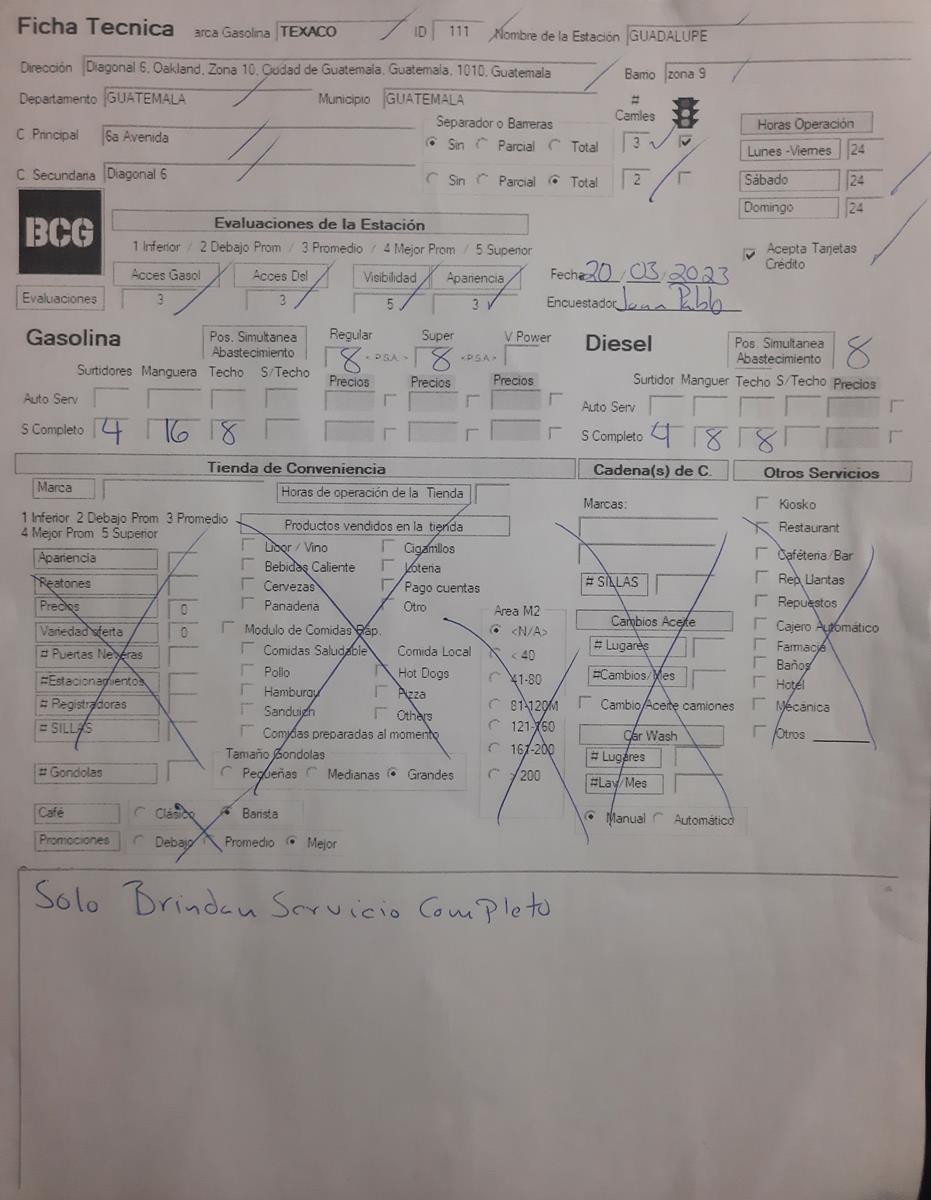 Ficha Tecnica arca Gasolina TEXACO ID 111 Nombre de la Estación GUADALUPE
Dirección Diagonal 6, Oakland, Zona 10, Ciudad de Guatemala, Guatemala, 1010, Guatemala Barrio zona 9
Departamento GUATEMALA Municipio GUATEMALA # Carriles
C Principal 6a Avenida Separador o Barreras Sin Parcial Total 3
C. Secundaria Diagonal 6 Sin Parcial Total 2
Horas Operación
Lunes -Viernes 24
Sábado 24
Domingo 24
BCG
Evaluaciones de la Estación
1 Inferior / 2 Debajo Prom / 3 Promedio / 4 Mejor Prom / 5 Superior
Acepta Tarjetas Crédito
Acces Gasol Acces Dsl Visibilidad Apariencia
Evaluaciones 3 3 5 3
Fecha 20/03/2023
Encuestador Juan Pablo
Gasolina Pos. Simultanea Abastecimiento Regular Super V Power
8 < P.S.A > 8 <P.S.A>
Surtidores Manguera Techo S/Techo Precios Precios Precios
Auto Serv
S Completo 4 16 8
Diesel Pos. Simultanea Abastecimiento 8
Surtidor Manguer Techo S/Techo Precios
Auto Serv
S Completo 4 8 8
Tienda de Conveniencia
Marca Horas de operación de la Tienda
1 Inferior 2 Debajo Prom 3 Promedio
4 Mejor Prom 5 Superior
Apariencia
Reatones
Precios 0
Variedad oferta 0
# Puertas Neveras
#Estacionamientos
# Registradoras
# SILLAS
# Gondolas
Productos vendidos en la tienda
Licor / Vino Cigarrillos
Bebidas Caliente Loteria
Cervezas Pago cuentas
Panaderia Otro
Modulo de Comidas Ráp.
Comidas Saludable Comida Local
Pollo Hot Dogs
Hamburgu Pizza
Sanduich Others
Comidas preparadas al momento
Tamaño Gondolas
Pequeñas Medianas Grandes
Area M2
<N/A>
< 40
41-80
81-120M
121-160
161-200
> 200
Café Clásico Barista
Promociones Debajo Promedio Mejor
Cadena(s) de C.
Marcas:
# SILLAS
Cambios Aceite
# Lugares
#Cambios/Mes
Cambio Aceite camiones
Car Wash
# Lugares
#Lav/Mes
Manual Automático
Otros Servicios
Kiosko
Restaurant
Caféteria/Bar
Rep Llantas
Repuestos
Cajero Automático
Farmacia
Baños
Hotel
Mecánica
Otros
Solo Brindan Servicio Completo